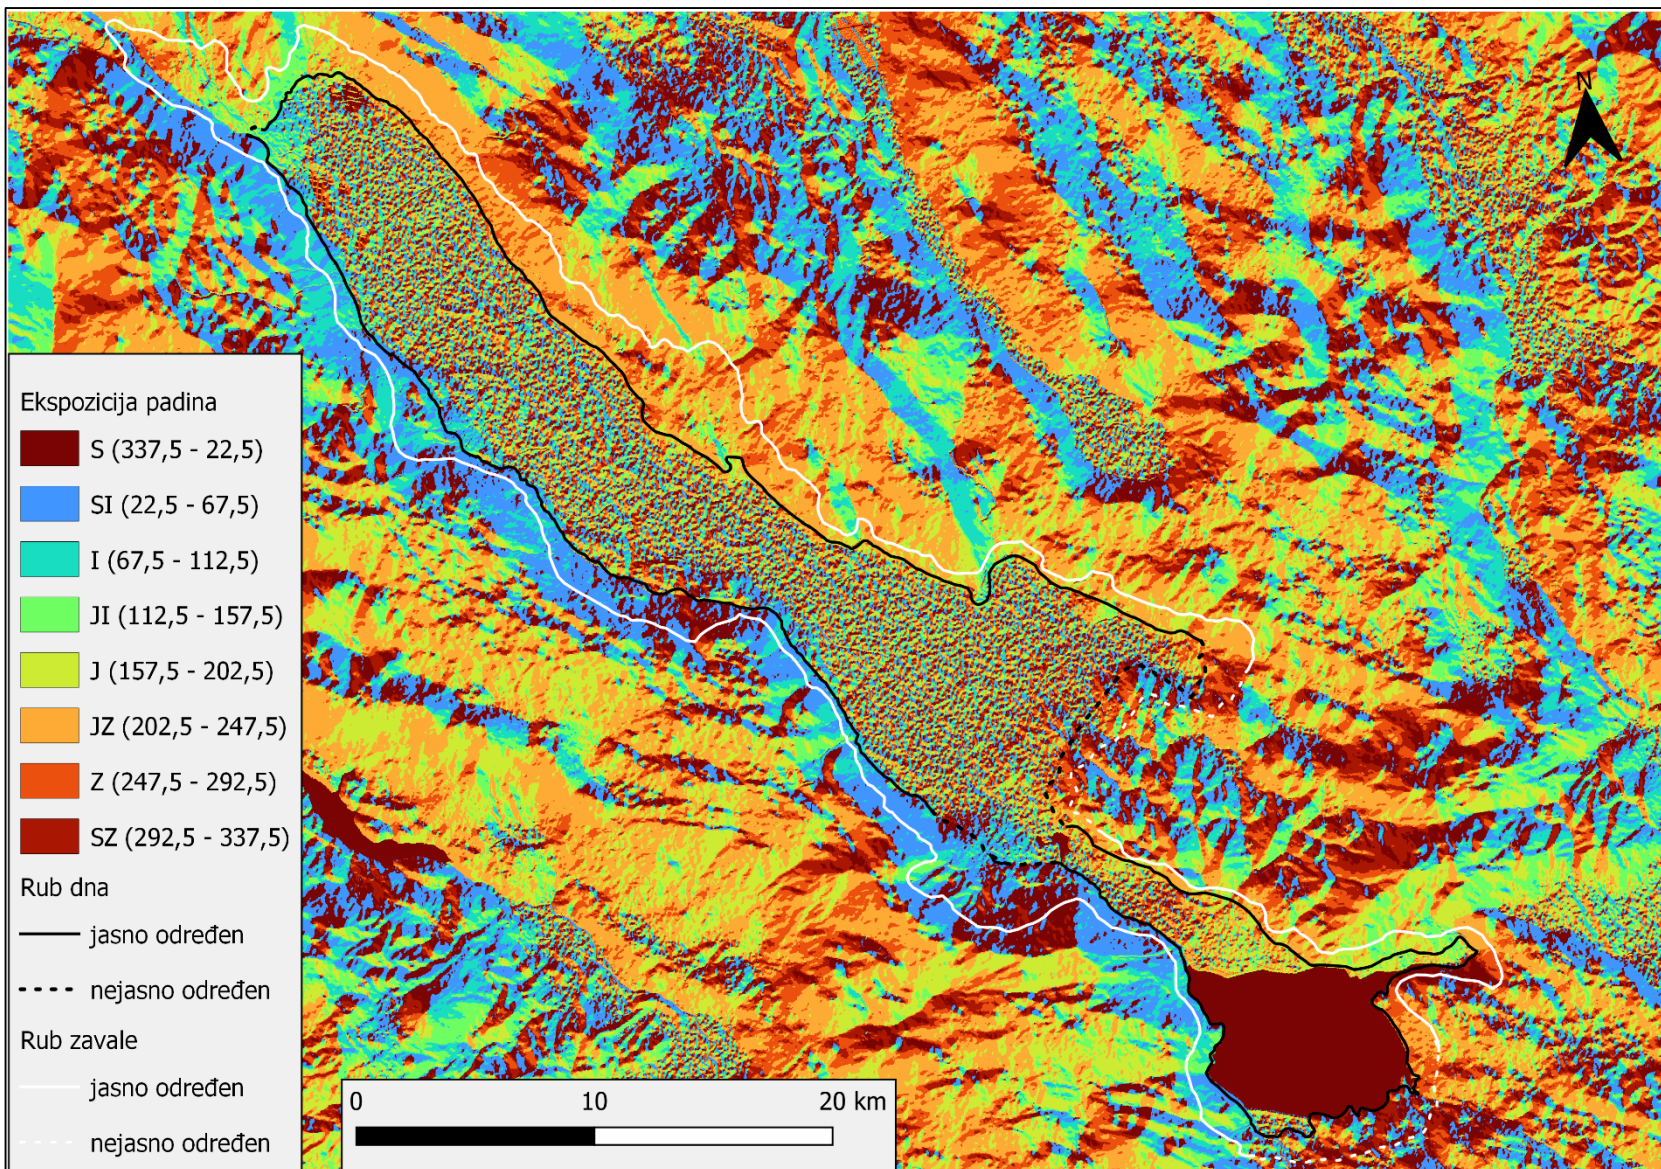 N
Ekspozicija padina
S (337,5 - 22,5)
SI (22,5 - 67,5)
I (67,5 - 112,5)
JI (112,5 - 157,5)
J (157,5 - 202,5)
JZ (202,5 - 247,5)
Z (247,5 - 292,5)
SZ (292,5 - 337,5)
Rub dna
jasno određen
nejasno određen
Rub zavale
jasno određen
nejasno određen
0 10 20 km